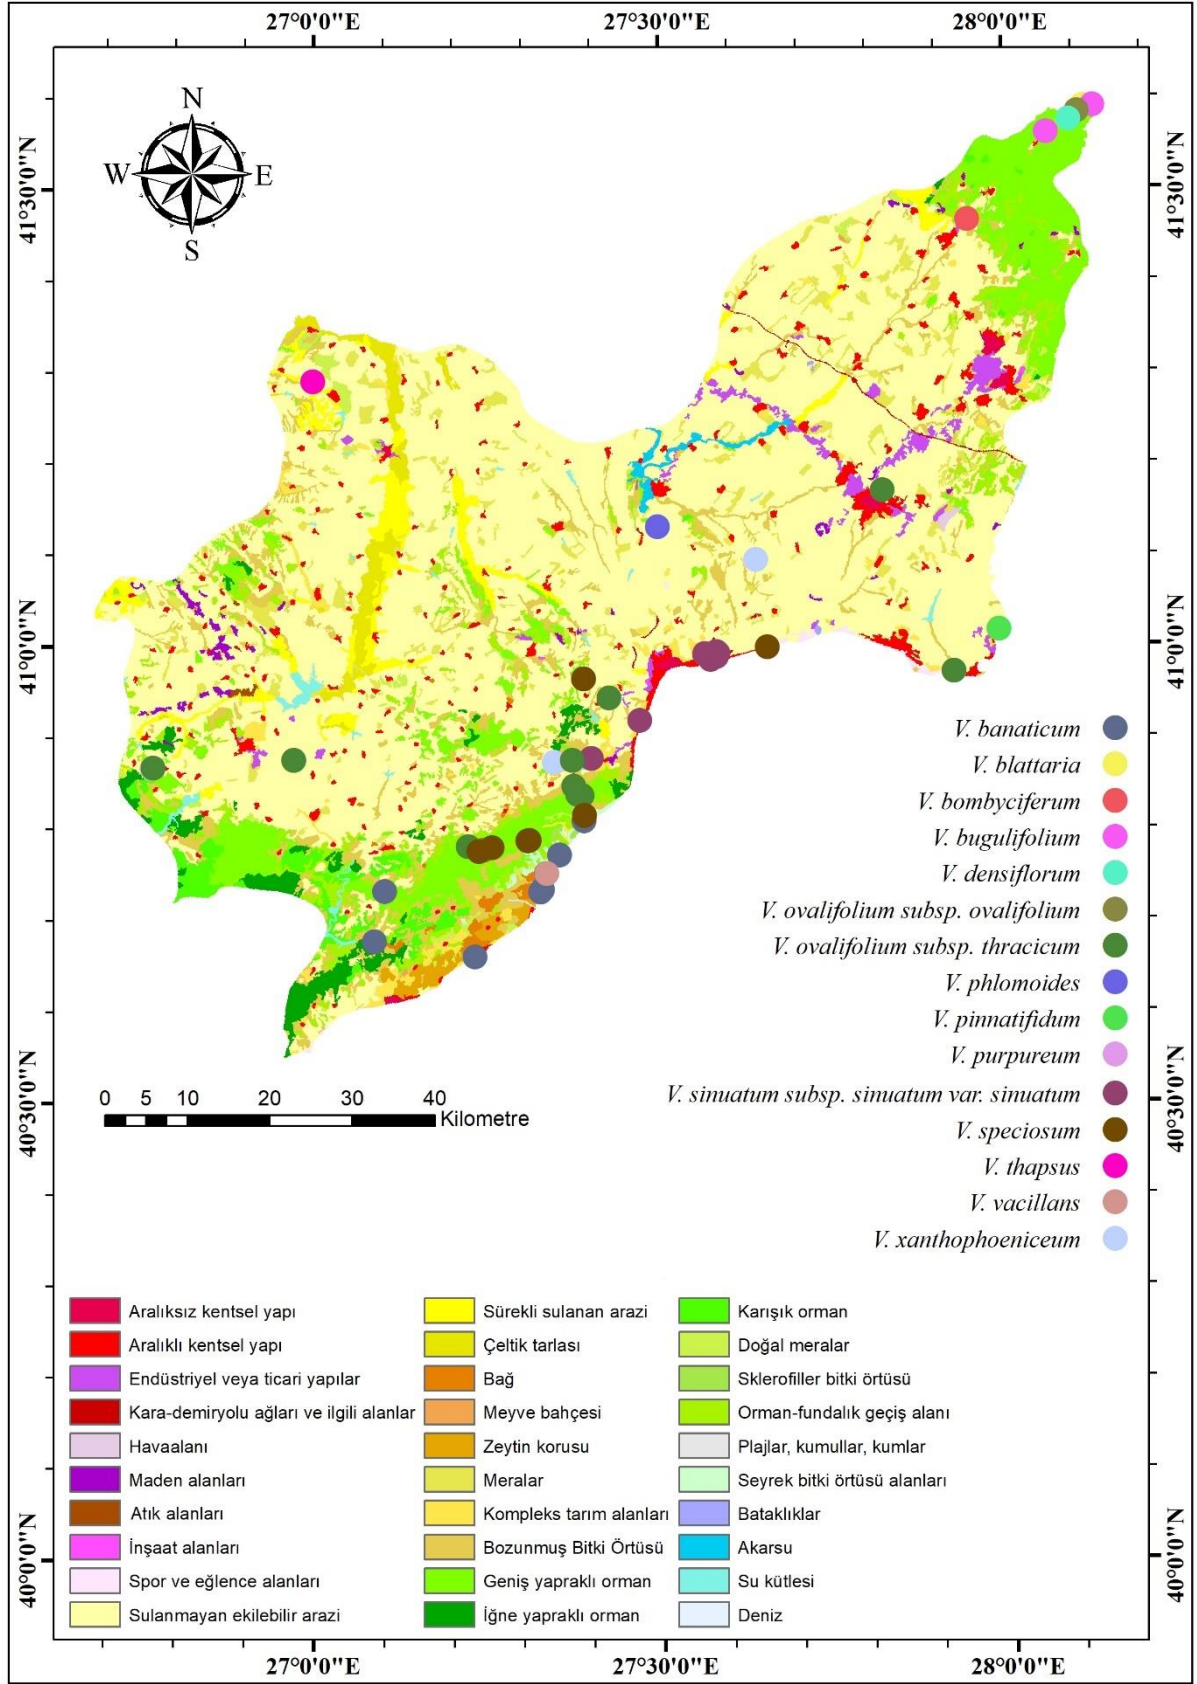 27°0'0"E 27°30'0"E 28°0'0"E
N
W E
S
41°30'0"N 41°30'0"N
41°0'0"N 41°0'0"N
V. banaticum
V. blattaria
V. bombyciferum
V. bugulifolium
V. densiflorum
V. ovalifolium subsp. ovalifolium
V. ovalifolium subsp. thracicum
V. phlomoides
V. pinnatifidum
V. purpureum
V. sinuatum subsp. sinuatum var. sinuatum
V. speciosum
V. thapsus
V. vacillans
V. xanthophoeniceum
0 5 10 20 30 40
Kilometre
40°30'0"N 40°30'0"N
Aralıksız kentsel yapı
Aralıklı kentsel yapı
Endüstriyel veya ticari yapılar
Kara-demiryolu ağları ve ilgili alanlar
Havaalanı
Maden alanları
Atık alanları
İnşaat alanları
Spor ve eğlence alanları
Sulanmayan ekilebilir arazi
Sürekli sulanan arazi
Çeltik tarlası
Bağ
Meyve bahçesi
Zeytin korusu
Meralar
Kompleks tarım alanları
Bozunmuş Bitki Örtüsü
Geniş yapraklı orman
İğne yapraklı orman
Karışık orman
Doğal meralar
Sklerofiller bitki örtüsü
Orman-fundalık geçiş alanı
Plajlar, kumullar, kumlar
Seyrek bitki örtüsü alanları
Bataklıklar
Akarsu
Su kütlesi
Deniz
40°0'0"N 40°0'0"N
27°0'0"E 27°30'0"E 28°0'0"E